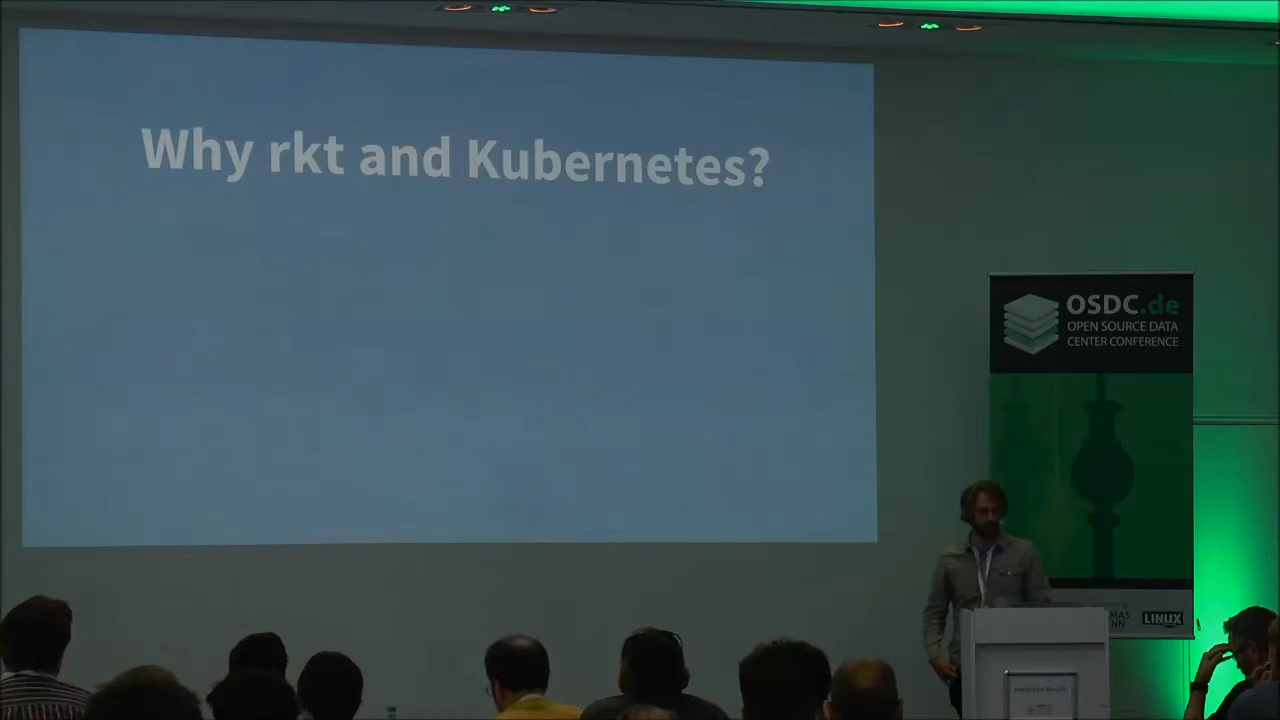 Why rkt and Kubernetes?
OSDC.de
OPEN SOURCE DATA
CENTER CONFERENCE
LINUX